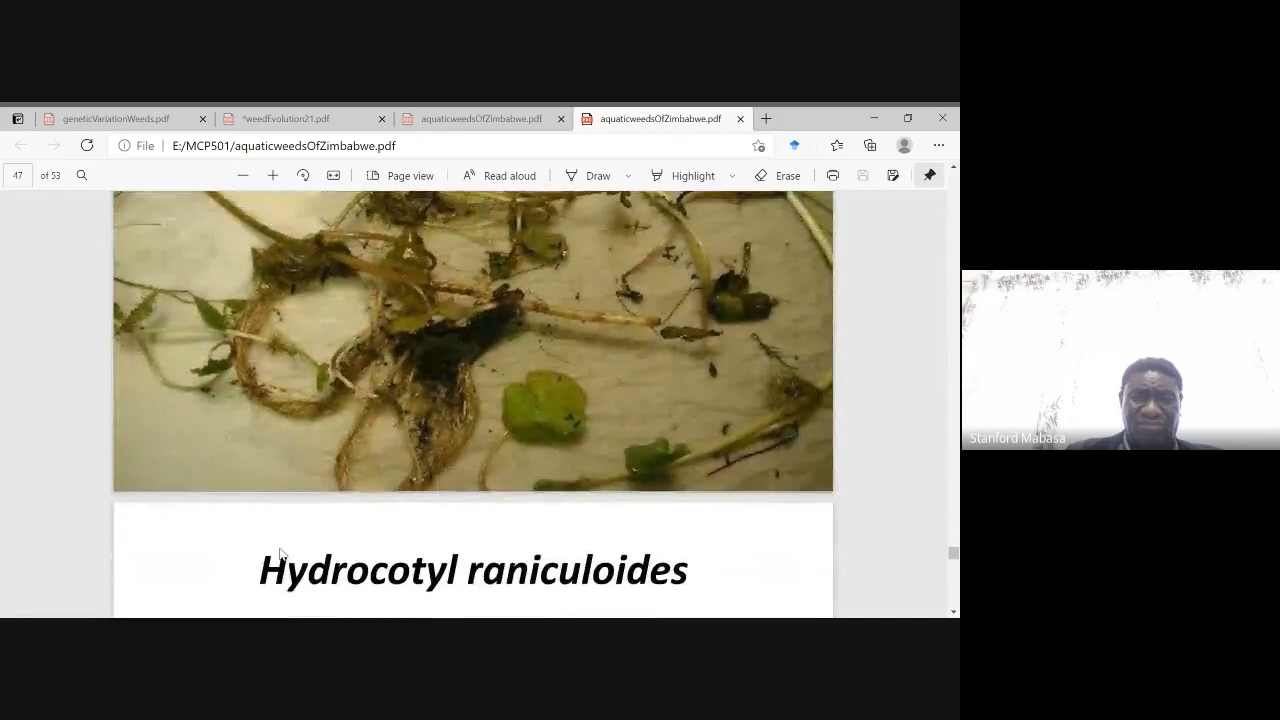 geneticVariationWeeds.pdf
*weedEvolution21.pdf
aquaticweedsOfZimbabwe.pdf
aquaticweedsOfZimbabwe.pdf
File
E:/MCP501/aquaticweedsOfZimbabwe.pdf
47 of 53
Page view
Read aloud
Draw
Highlight
Erase
Hydrocotyl raniculoides
Stanford Mabasa